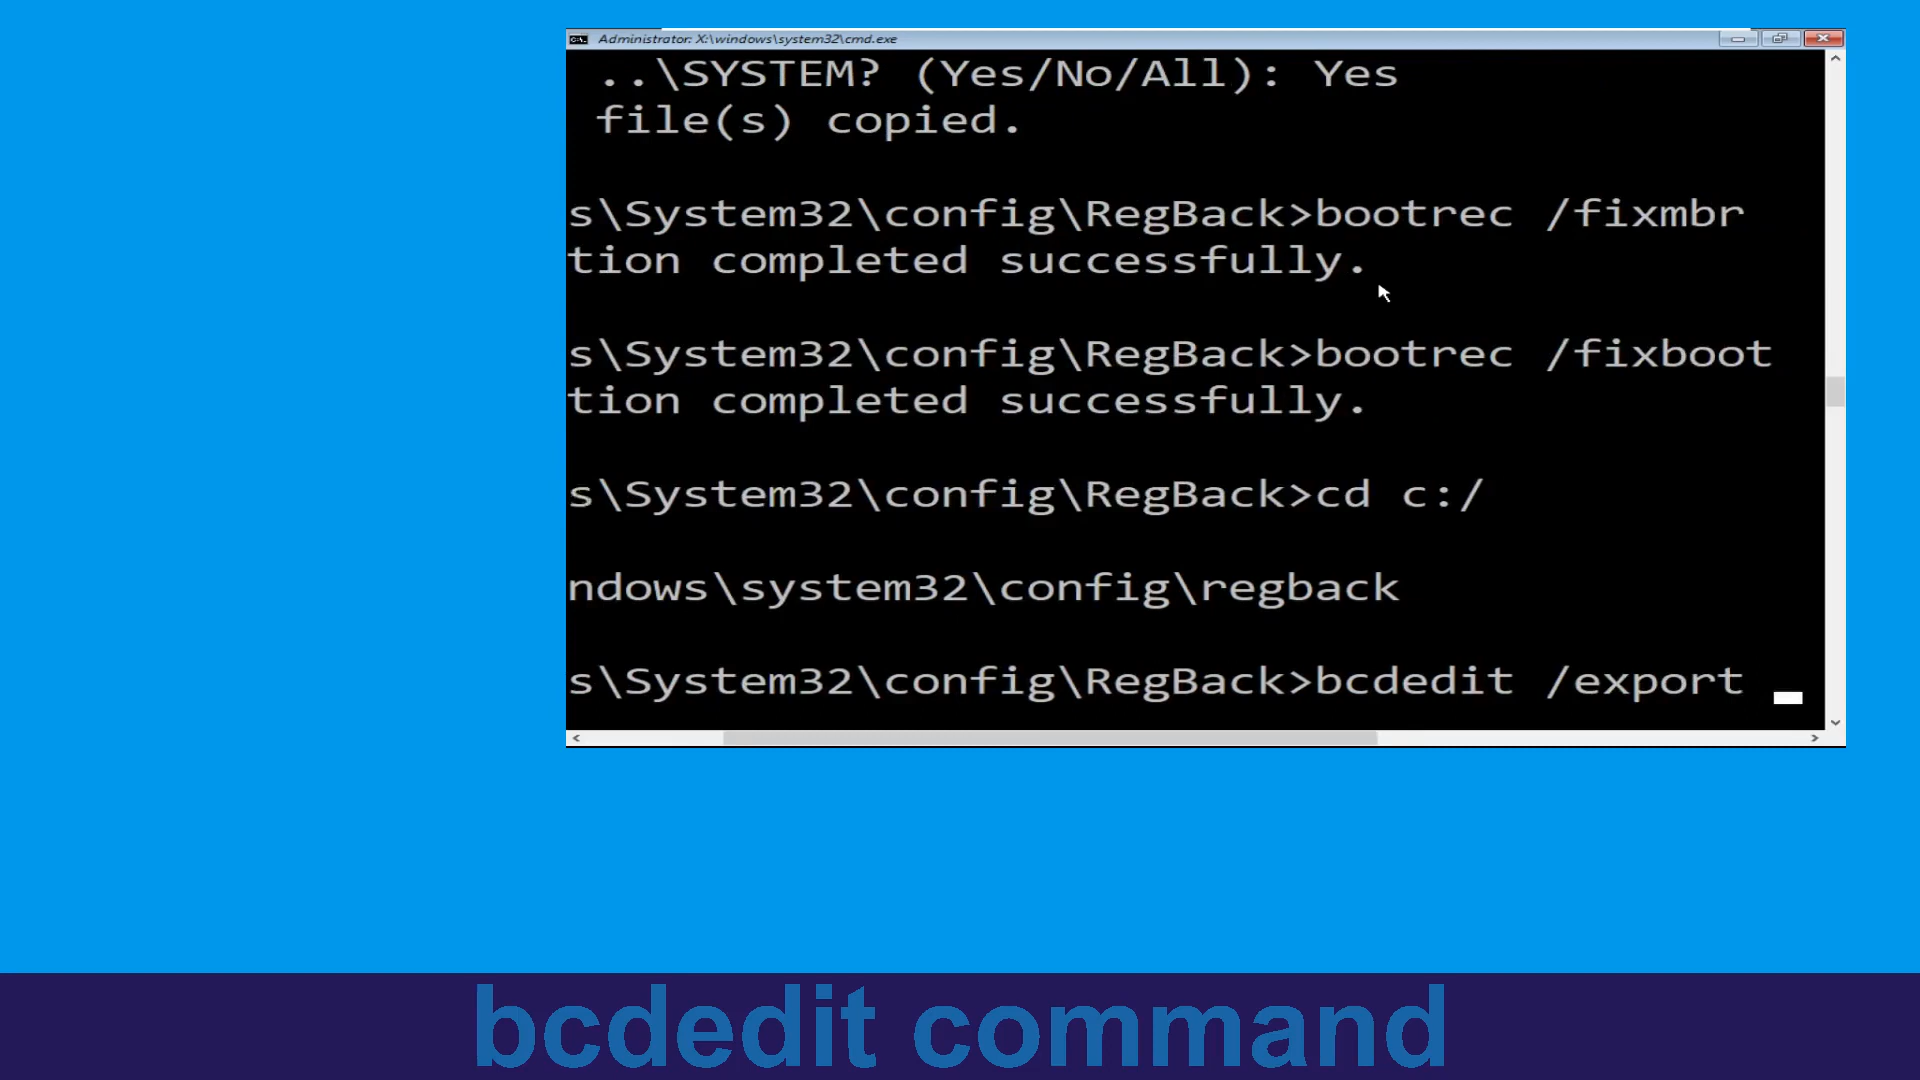 Administrator: X:\windows\system32\cmd.exe
..\SYSTEM? (Yes/No/All): Yes
file(s) copied.
s\System32\config\RegBack>bootrec /fixmbr
tion completed successfully.
s\System32\config\RegBack>bootrec /fixboot
tion completed successfully.
s\System32\config\RegBack>cd c:/
ndows\system32\config\regback
s\System32\config\RegBack>bcdedit /export
bcdedit command